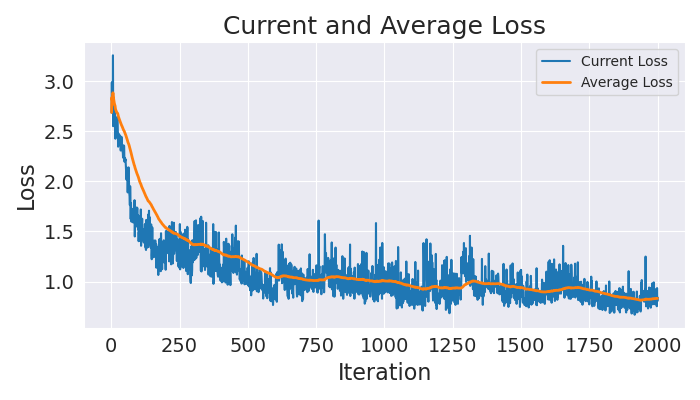 Current and Average Loss
Current Loss
Average Loss
3.0
2.5
2.0
1.5
1.0
Loss
0 250 500 750 1000 1250 1500 1750 2000
Iteration